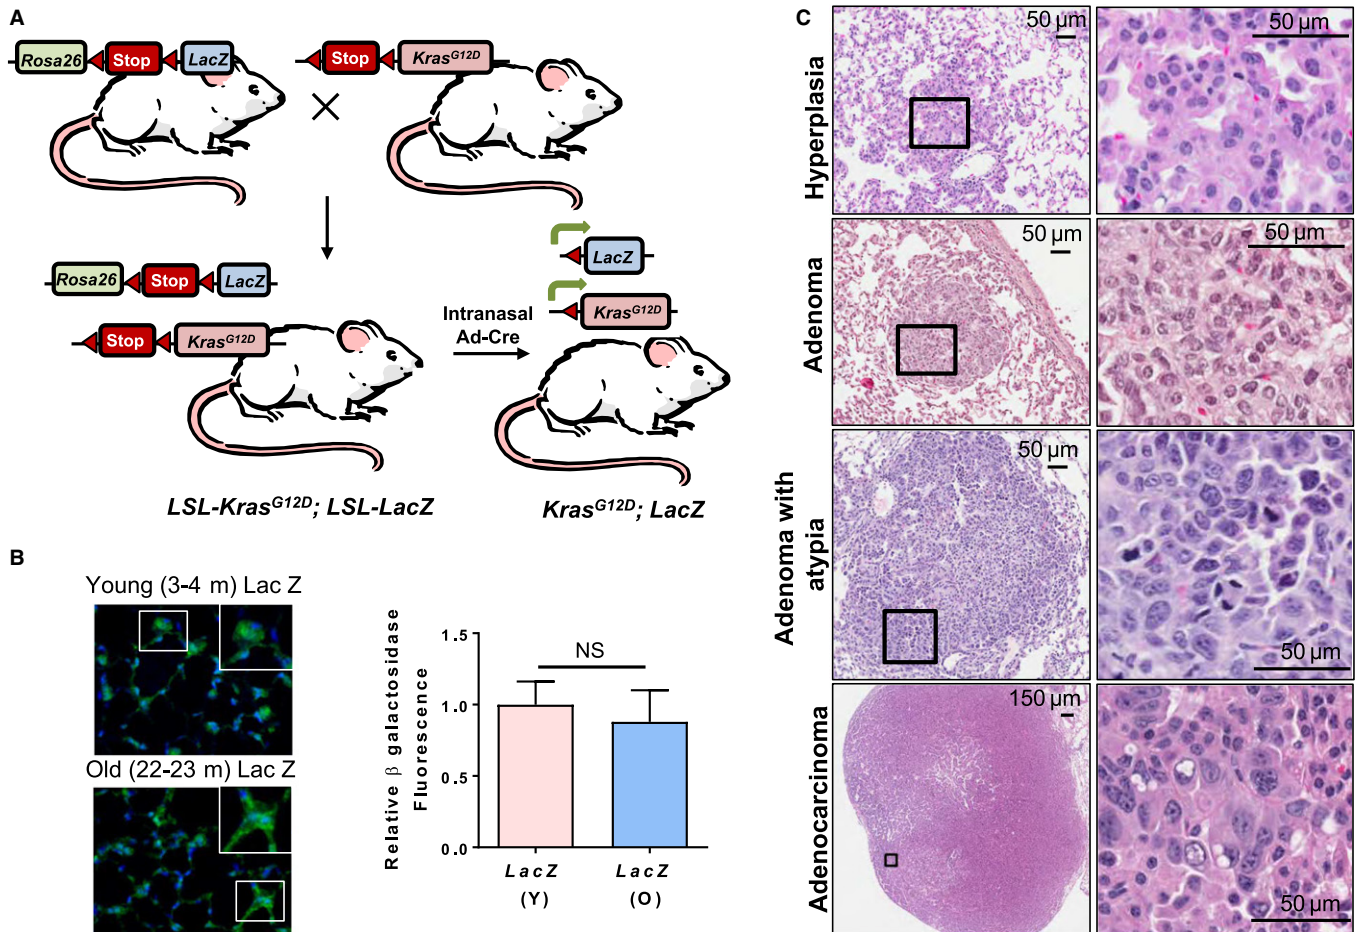 A
Rosa26 Stop LacZ
Stop KrasG12D
×
Rosa26 Stop LacZ
Stop KrasG12D
Intranasal
Ad-Cre
LacZ
KrasG12D
LSL-KrasG12D; LSL-LacZ
KrasG12D; LacZ
B
Young (3-4 m) Lac Z
Old (22-23 m) Lac Z
Relative β galactosidase
Fluorescence
1.5
1.0
0.5
0.0
NS
LacZ
(Y)
LacZ
(O)
C
Hyperplasia
50 µm
50 µm
Adenoma
50 µm
50 µm
Adenoma with
atypia
50 µm
50 µm
Adenocarcinoma
150 µm
50 µm